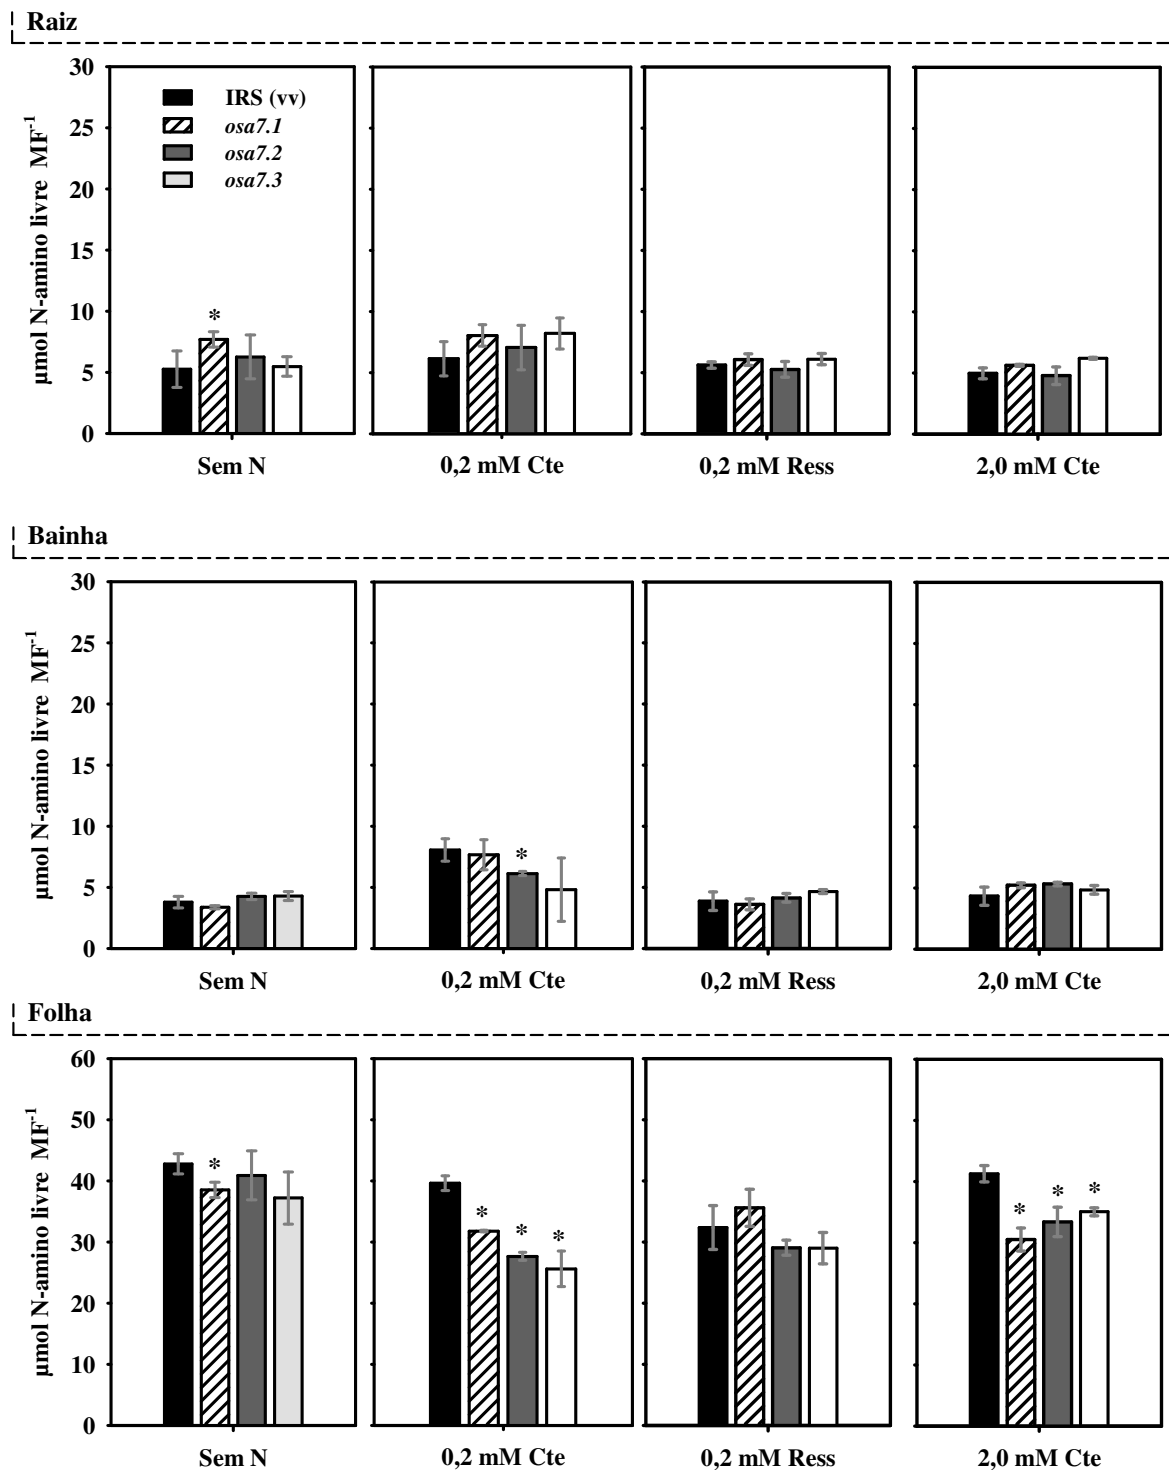 Raiz
µmol N-amino livre MF⁻¹
30
25
20
15
10
5
0
IRS (vv)
osa7.1
osa7.2
osa7.3
*
Sem N
0,2 mM Cte
0,2 mM Ress
2,0 mM Cte
Bainha
µmol N-amino livre MF⁻¹
30
25
20
15
10
5
0
*
Sem N
0,2 mM Cte
0,2 mM Ress
2,0 mM Cte
Folha
µmol N-amino livre MF⁻¹
60
50
40
30
20
10
0
*
* * *
* * *
Sem N
0,2 mM Cte
0,2 mM Ress
2,0 mM Cte